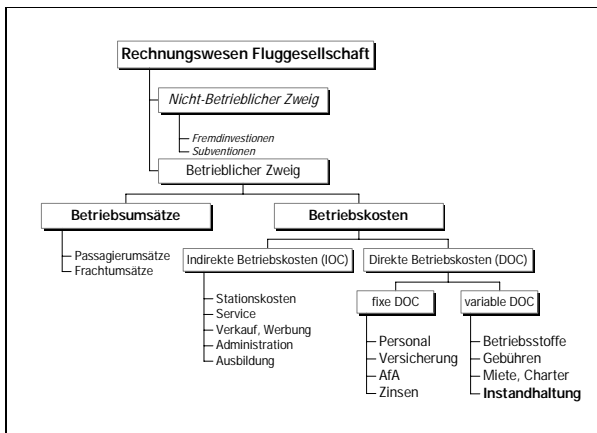 Rechnungswesen Fluggesellschaft
Nicht-Betrieblicher Zweig
Fremdinvestionen
Subventionen
Betrieblicher Zweig
Betriebsumsätze
Betriebskosten
Passagierumsätze
Frachtumsätze
Indirekte Betriebskosten (IOC)
Direkte Betriebskosten (DOC)
Stationskosten
Service
Verkauf, Werbung
Administration
Ausbildung
fixe DOC
variable DOC
Personal
Versicherung
AfA
Zinsen
Betriebsstoffe
Gebühren
Miete, Charter
Instandhaltung